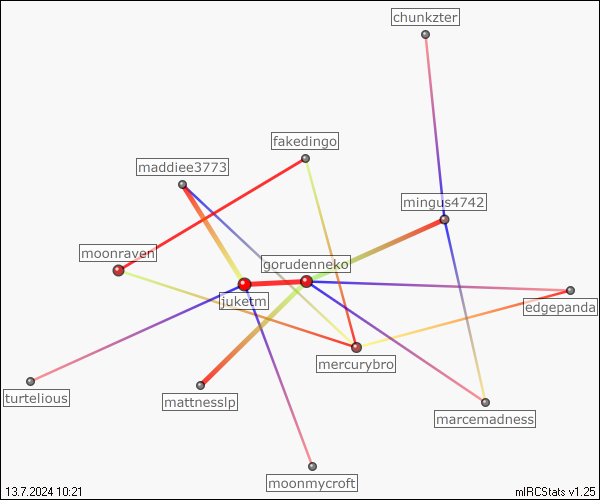 chunkzter
fakedingo
maddiee3773
mingus4742
moonraven
gorudenneko
juketm
edgepanda
mercurybro
turtelious
mattnesslp
marcemadness
moonmycroft
13.7.2024 10:21
mIRCStats v1.25